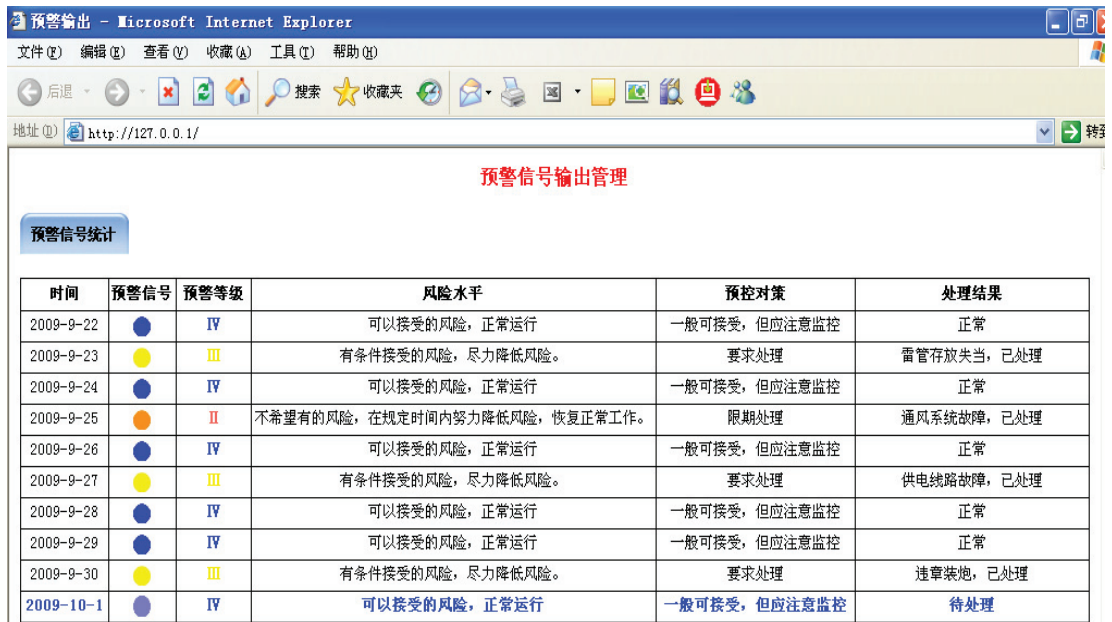 预警输出 - Microsoft Internet Explorer
文件(F) 编辑(E) 查看(V) 收藏(A) 工具(T) 帮助(H)
后退 搜索 收藏夹
地址(D) http://127.0.0.1/ 转到
预警信号输出管理
预警信号统计
时间 预警信号 预警等级 风险水平 预控对策 处理结果
2009-9-22 IV 可以接受的风险，正常运行 一般可接受，但应注意监控 正常
2009-9-23 III 有条件接受的风险，尽力降低风险。 要求处理 雷管存放失当，已处理
2009-9-24 IV 可以接受的风险，正常运行 一般可接受，但应注意监控 正常
2009-9-25 II 不希望有的风险，在规定时间内努力降低风险，恢复正常工作。 限期处理 通风系统故障，已处理
2009-9-26 IV 可以接受的风险，正常运行 一般可接受，但应注意监控 正常
2009-9-27 III 有条件接受的风险，尽力降低风险。 要求处理 供电线路故障，已处理
2009-9-28 IV 可以接受的风险，正常运行 一般可接受，但应注意监控 正常
2009-9-29 IV 可以接受的风险，正常运行 一般可接受，但应注意监控 正常
2009-9-30 III 有条件接受的风险，尽力降低风险。 要求处理 违章装炮，已处理
2009-10-1 IV 可以接受的风险，正常运行 一般可接受，但应注意监控 待处理